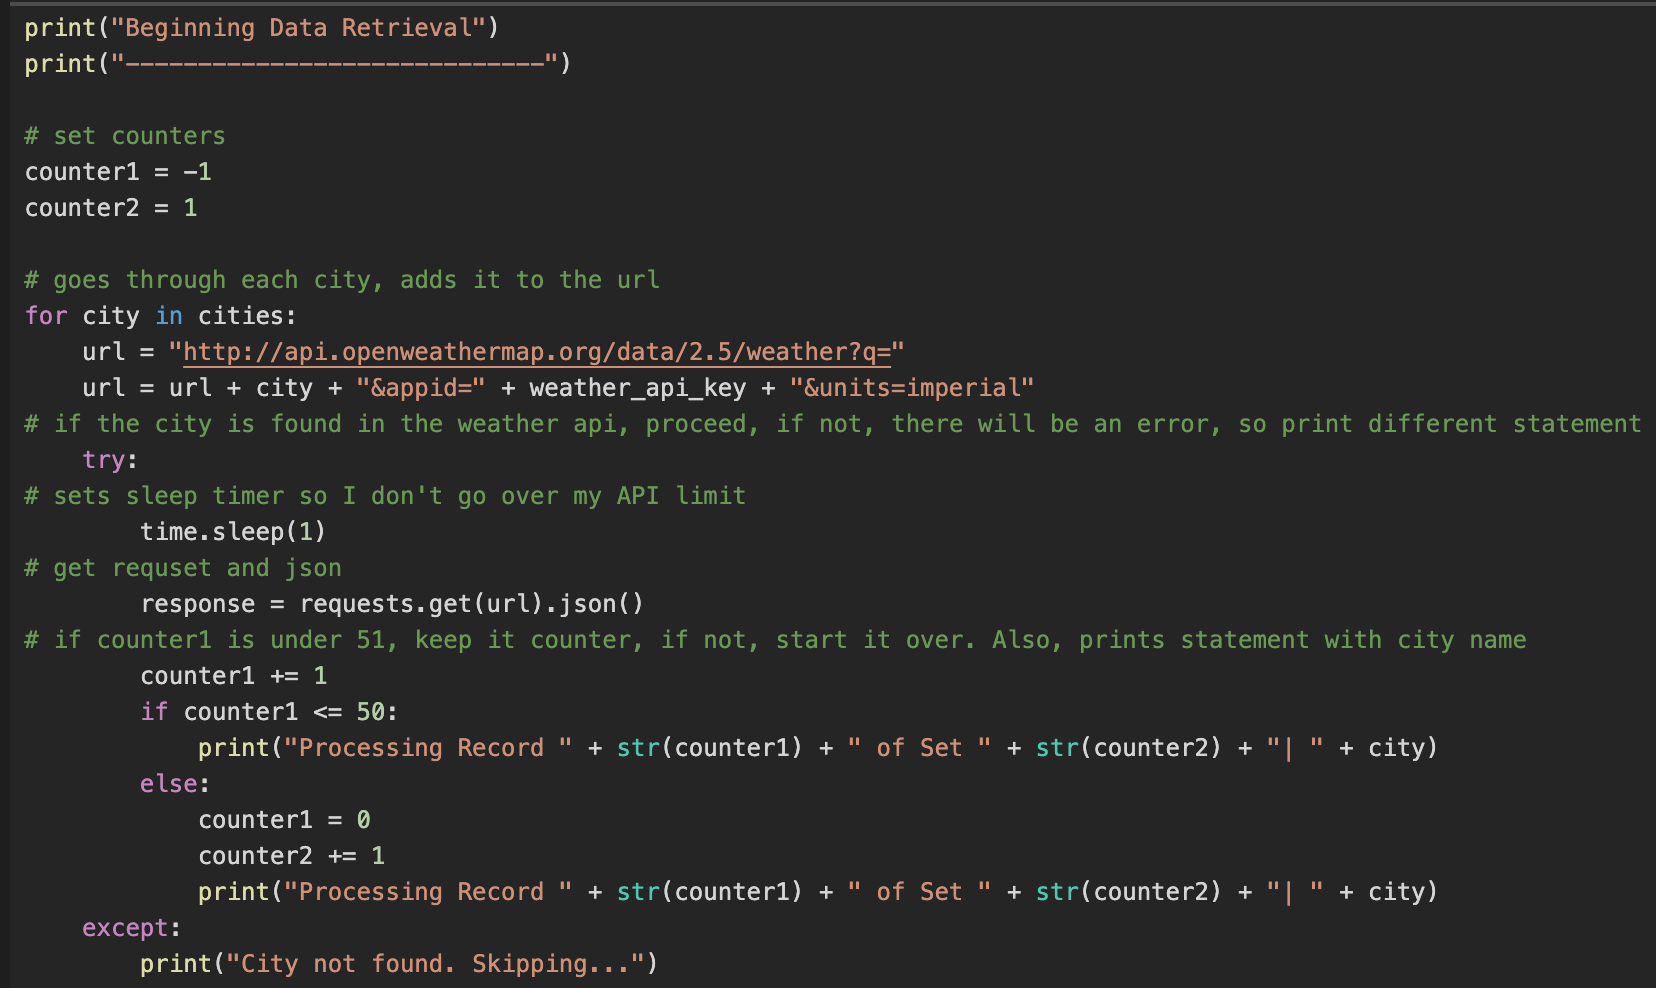 print("Beginning Data Retrieval")
print("-----------------------------")
# set counters
counter1 = -1
counter2 = 1
# goes through each city, adds it to the url
for city in cities:
    url = "http://api.openweathermap.org/data/2.5/weather?q="
    url = url + city + "&appid=" + weather_api_key + "&units=imperial"
# if the city is found in the weather api, proceed, if not, there will be an error, so print different statement
    try:
# sets sleep timer so I don't go over my API limit
        time.sleep(1)
# get requset and json
        response = requests.get(url).json()
# if counter1 is under 51, keep it counter, if not, start it over. Also, prints statement with city name
        counter1 += 1
        if counter1 <= 50:
            print("Processing Record " + str(counter1) + " of Set " + str(counter2) + "| " + city)
        else:
            counter1 = 0
            counter2 += 1
            print("Processing Record " + str(counter1) + " of Set " + str(counter2) + "| " + city)
    except:
        print("City not found. Skipping...")